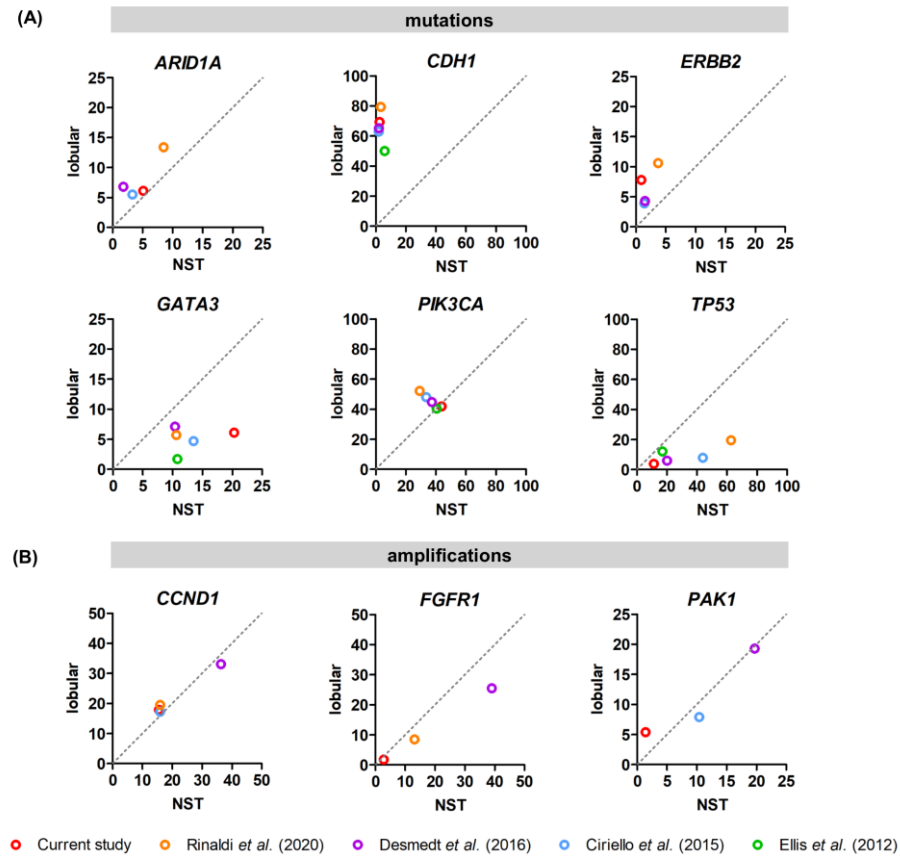 (A)
mutations
ARID1A CDH1 ERBB2
25 100 25
20 80 20
15 60 15
10 40 10
5 20 5
0 0 0
lobular lobular lobular
0 5 10 15 20 25 0 20 40 60 80 100 0 5 10 15 20 25
NST NST NST
GATA3 PIK3CA TP53
25 100 100
20 80 80
15 60 60
10 40 40
5 20 20
0 0 0
lobular lobular lobular
0 5 10 15 20 25 0 20 40 60 80 100 0 20 40 60 80 100
NST NST NST
(B)
amplifications
CCND1 FGFR1 PAK1
50 50 25
40 40 20
30 30 15
20 20 10
10 10 5
0 0 0
lobular lobular lobular
0 10 20 30 40 50 0 10 20 30 40 50 0 5 10 15 20 25
NST NST NST
Current study Rinaldi et al. (2020) Desmedt et al. (2016) Ciriello et al. (2015) Ellis et al. (2012)